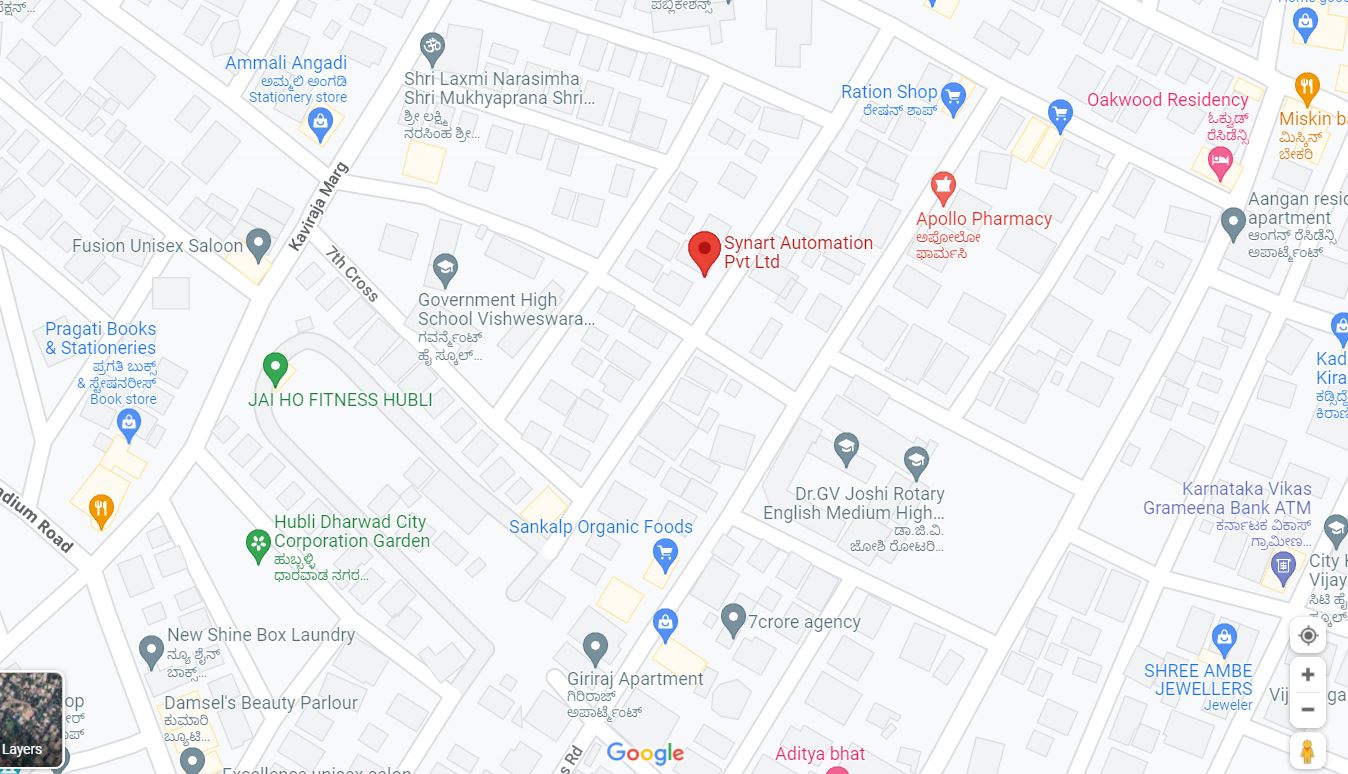 ಪಬ್ಲಿಕೇಶನ್ಸ್
Ammali Angadi
ಅಮ್ಮಲಿ ಅಂಗಡಿ
Stationery store
Shri Laxmi Narasimha
Shri Mukhyaprana Shri...
ಶ್ರೀ ಲಕ್ಷ್ಮಿ
ನರಸಿಂಹ ಶ್ರೀ...
Ration Shop
ರೇಷನ್ ಶಾಪ್
Oakwood Residency
ಓಕ್ವುಡ್
ರೆಸಿಡೆನ್ಸಿ
Miskin
ಮಿಸ್ಕಿನ್
ಬೇಕರಿ
Kaviraja Marg
Fusion Unisex Saloon
7th Cross
Government High
School Vishweswara...
ಗವರ್ನ್ಮೆಂಟ್
ಹೈ ಸ್ಕೂಲ್...
Synart Automation
Pvt Ltd
Apollo Pharmacy
ಅಪೋಲೋ
ಫಾರ್ಮಸಿ
Aangan
apartment
ಆಂಗನ್ ರೆಸಿಡೆನ್ಸಿ
ಅಪಾರ್ಟ್ಮೆಂಟ್
Pragati Books
& Stationeries
ಪ್ರಗತಿ ಬುಕ್ಸ್
& ಸ್ಟೇಷನರೀಸ್
Book store
JAI HO FITNESS HUBLI
Kad
Kira
Dr.GV Joshi Rotary
English Medium High...
ಡಾ.ಜಿ.ವಿ.
ಜೋಶಿ ರೋಟರಿ...
Karnataka Vikas
Grameena Bank ATM
ಕರ್ನಾಟಕ ವಿಕಾಸ್
ಗ್ರಾಮೀಣ...
adium Road
Hubli Dharwad City
Corporation Garden
ಹುಬ್ಬಳ್ಳಿ
ಧಾರವಾಡ ನಗರ...
Sankalp Organic Foods
City
Vijay
ಸಿಟಿ ಹೈ
7crore agency
New Shine Box Laundry
ನ್ಯೂ ಶೈನ್
ಬಾಕ್ಸ್...
Giriraj Apartment
ಗಿರಿರಾಜ್
ಅಪಾರ್ಟ್ಮೆಂಟ್
SHREE AMBE
JEWELLERS
Jeweler
Damsel's Beauty Parlour
ಕುಮಾರಿ
ಬ್ಯೂಟಿ...
Layers
Google
s Rd
Aditya bhat
Excellence unisex salon